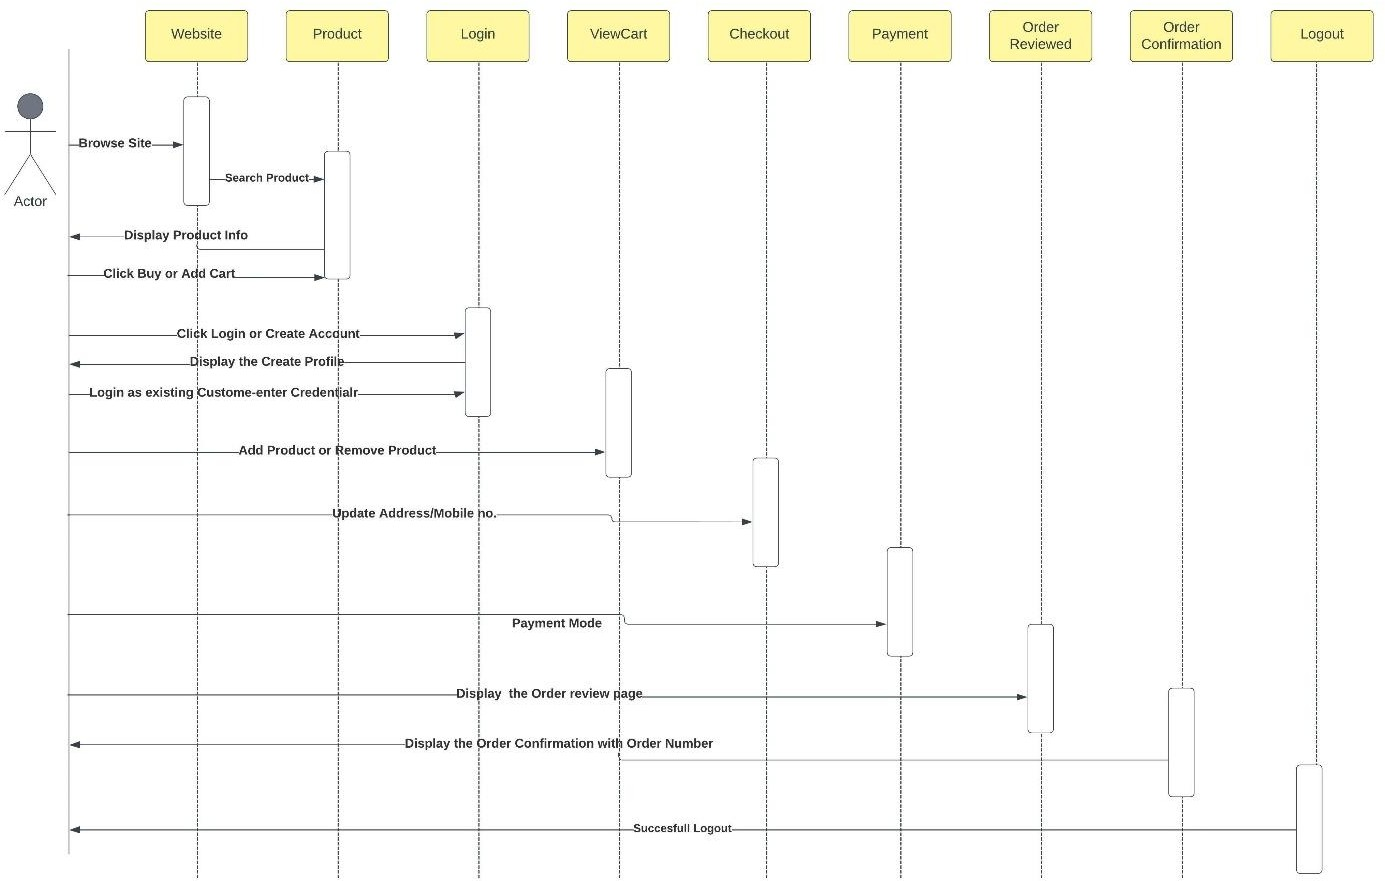 Website
Product
Login
ViewCart
Checkout
Payment
Order
Reviewed
Order
Confirmation
Logout
Actor
Browse Site
Search Product
Display Product Info
Click Buy or Add Cart
Click Login or Create Account
Display the Create Profile
Login as existing Custome-enter Credentialr
Add Product or Remove Product
Update Address/Mobile no.
Payment Mode
Display the Order review page
Display the Order Confirmation with Order Number
Succesfull Logout